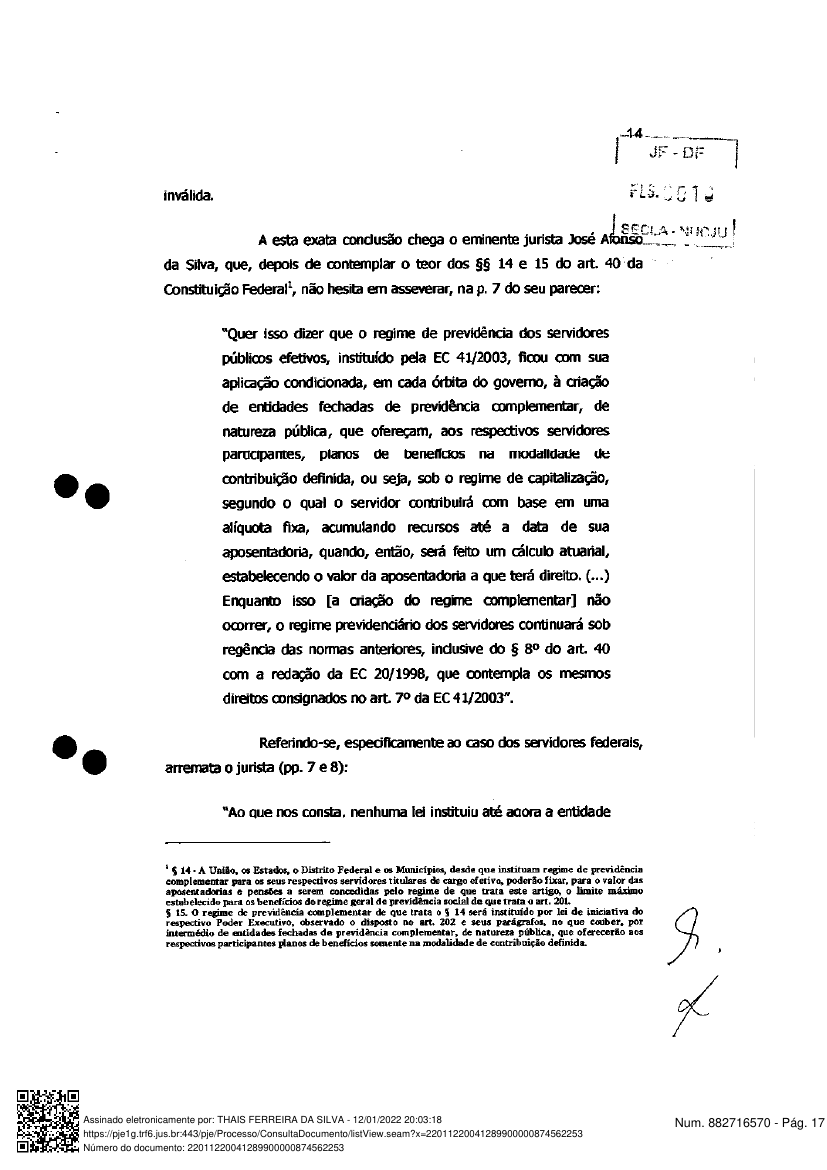 14
JF - DF
FLS.
inválida.
SECLA - NUCJU
A esta exata conclusão chega o eminente jurista José Afonso
da Silva, que, depois de contemplar o teor dos §§ 14 e 15 do art. 40 da
Constituição Federal¹, não hesita em asseverar, na p. 7 do seu parecer:
"Quer isso dizer que o regime de previdência dos servidores
públicos efetivos, instituído pela EC 41/2003, ficou com sua
aplicação condicionada, em cada órbita do governo, à criação
de entidades fechadas de previdência complementar, de
natureza pública, que ofereçam, aos respectivos servidores
participantes, planos de benefícios na modalidade de
contribuição definida, ou seja, sob o regime de capitalização,
segundo o qual o servidor contribuirá com base em uma
alíquota fixa, acumulando recursos até a data de sua
aposentadoria, quando, então, será feito um cálculo atuarial,
estabelecendo o valor da aposentadoria a que terá direito. (...)
Enquanto isso [a criação do regime complementar] não
ocorrer, o regime previdenciário dos servidores continuará sob
regência das normas anteriores, inclusive do § 8º do art. 40
com a redação da EC 20/1998, que contempla os mesmos
direitos consignados no art. 7º da EC 41/2003".
Referindo-se, especificamente ao caso dos servidores federais,
arremata o jurista (pp. 7 e 8):
"Ao que nos consta, nenhuma lei instituiu até agora a entidade
¹ § 14 - A União, os Estados, o Distrito Federal e os Municípios, desde que instituam regime de previdência
complementar para os seus respectivos servidores titulares de cargo efetivo, poderão fixar, para o valor das
aposentadorias e pensões a serem concedidas pelo regime de que trata este artigo, o limite máximo
estabelecido para os benefícios do regime geral de previdência social de que trata o art. 201.
§ 15. O regime de previdência complementar de que trata o § 14 será instituído por lei de iniciativa do
respectivo Poder Executivo, observado o disposto no art. 202 e seus parágrafos, no que couber, por
intermédio de entidades fechadas de previdência complementar, de natureza pública, que oferecerão aos
respectivos participantes planos de benefícios somente na modalidade de contribuição definida.
Assinado eletronicamente por: THAIS FERREIRA DA SILVA - 12/01/2022 20:03:18
https://pje1g.trf6.jus.br:443/pje/Processo/ConsultaDocumento/listView.seam?x=22011220041289900000874562253
Número do documento: 22011220041289900000874562253
Num. 882716570 - Pág. 17